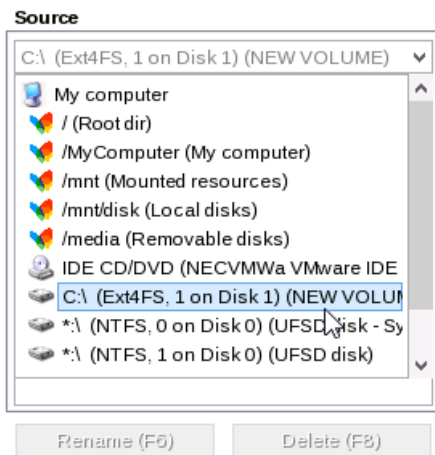 Source
C:\ (Ext4FS, 1 on Disk 1) (NEW VOLUME)
My computer
/ (Root dir)
/MyComputer (My computer)
/mnt (Mounted resources)
/mnt/disk (Local disks)
/media (Removable disks)
IDE CD/DVD (NECVMWa VMware IDE
C:\ (Ext4FS, 1 on Disk 1) (NEW VOLUM
*:\ (NTFS, 0 on Disk 0) (UFSD disk - Sy
*:\ (NTFS, 1 on Disk 0) (UFSD disk)
Rename (F6) Delete (F8)